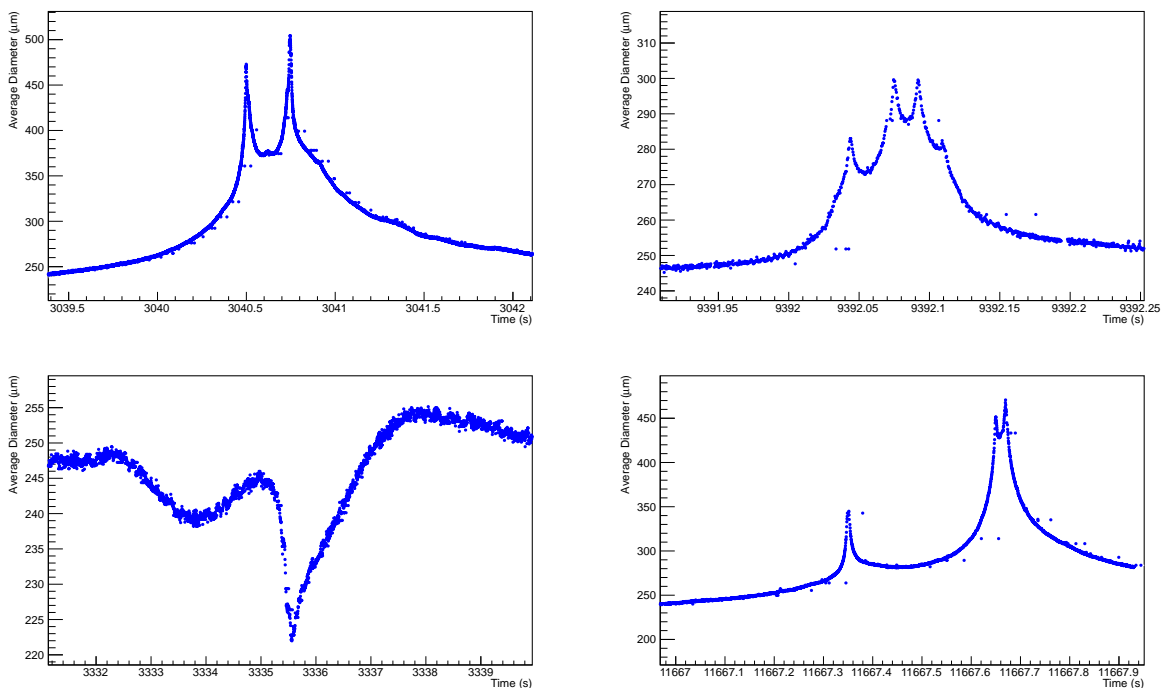 Average Diameter (μm)
500
450
400
350
300
250
3039.5 3040 3040.5 3041 3041.5 3042
Time (s)
Average Diameter (μm)
310
300
290
280
270
260
250
240
9391.95 9392 9392.05 9392.1 9392.15 9392.2 9392.25
Time (s)
Average Diameter (μm)
255
250
245
240
235
230
225
220
3332 3333 3334 3335 3336 3337 3338 3339
Time (s)
Average Diameter (μm)
450
400
350
300
250
200
11667 11667.1 11667.2 11667.3 11667.4 11667.5 11667.6 11667.7 11667.8 11667.9
Time (s)